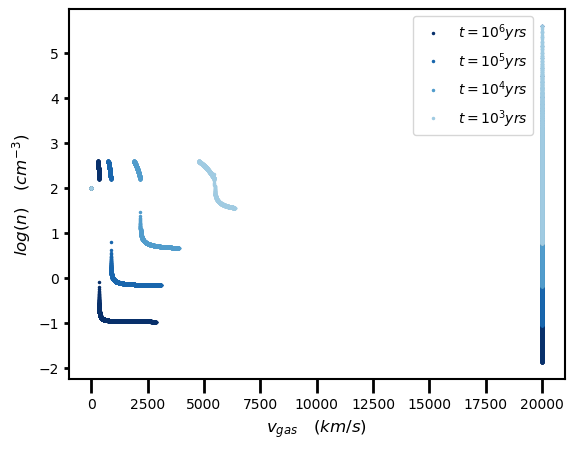 t = 10^6 yrs
t = 10^5 yrs
t = 10^4 yrs
t = 10^3 yrs
log(n) (cm^-3)
5
4
3
2
1
0
−1
−2
0 2500 5000 7500 10000 12500 15000 17500 20000
v_gas (km/s)